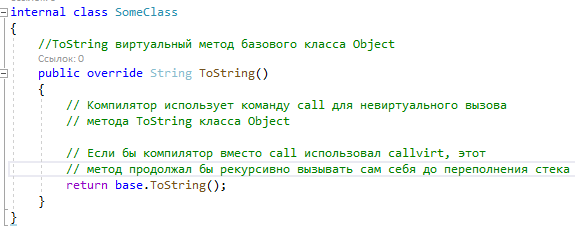 internal class SomeClass
{
//ToString виртуальный метод базового класса Object
Ссылок: 0
public override String ToString()
{
// Компилятор использует команду call для невиртуального вызова
// метода ToString класса Object
// Если бы компилятор вместо call использовал callvirt, этот
// метод продолжал бы рекурсивно вызывать сам себя до переполнения стека
return base.ToString();
}
}